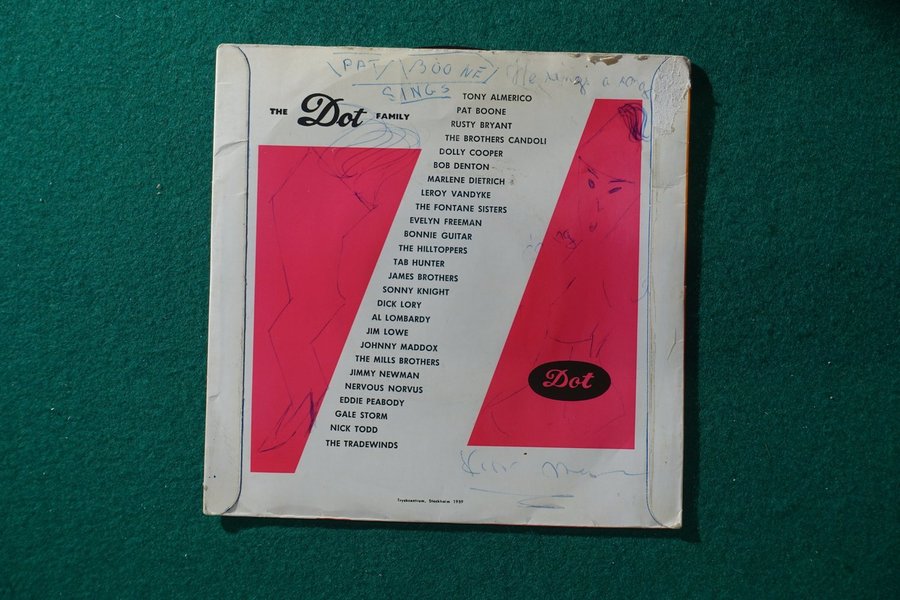 PAT BOONE
SINGS
THE Dot FAMILY
TONY ALMERICO
PAT BOONE
RUSTY BRYANT
THE BROTHERS CANDOLI
DOLLY COOPER
BOB DENTON
MARLENE DIETRICH
LEROY VANDYKE
THE FONTANE SISTERS
EVELYN FREEMAN
BONNIE GUITAR
THE HILLTOPPERS
TAB HUNTER
JAMES BROTHERS
SONNY KNIGHT
DICK LORY
AL LOMBARDY
JIM LOWE
JOHNNY MADDOX
THE MILLS BROTHERS
JIMMY NEWMAN
NERVOUS NORVUS
EDDIE PEABODY
GALE STORM
NICK TODD
THE TRADEWINDS
Dot
Tryckcentrum, Stockholm 1959